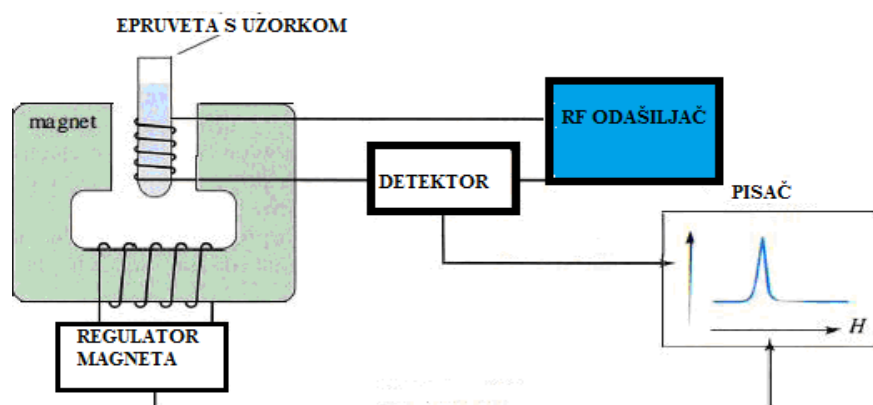 EPRUVETA S UZORKOM
magnet
RF ODAŠILJAČ
DETEKTOR
PISAČ
H
REGULATOR
MAGNETA